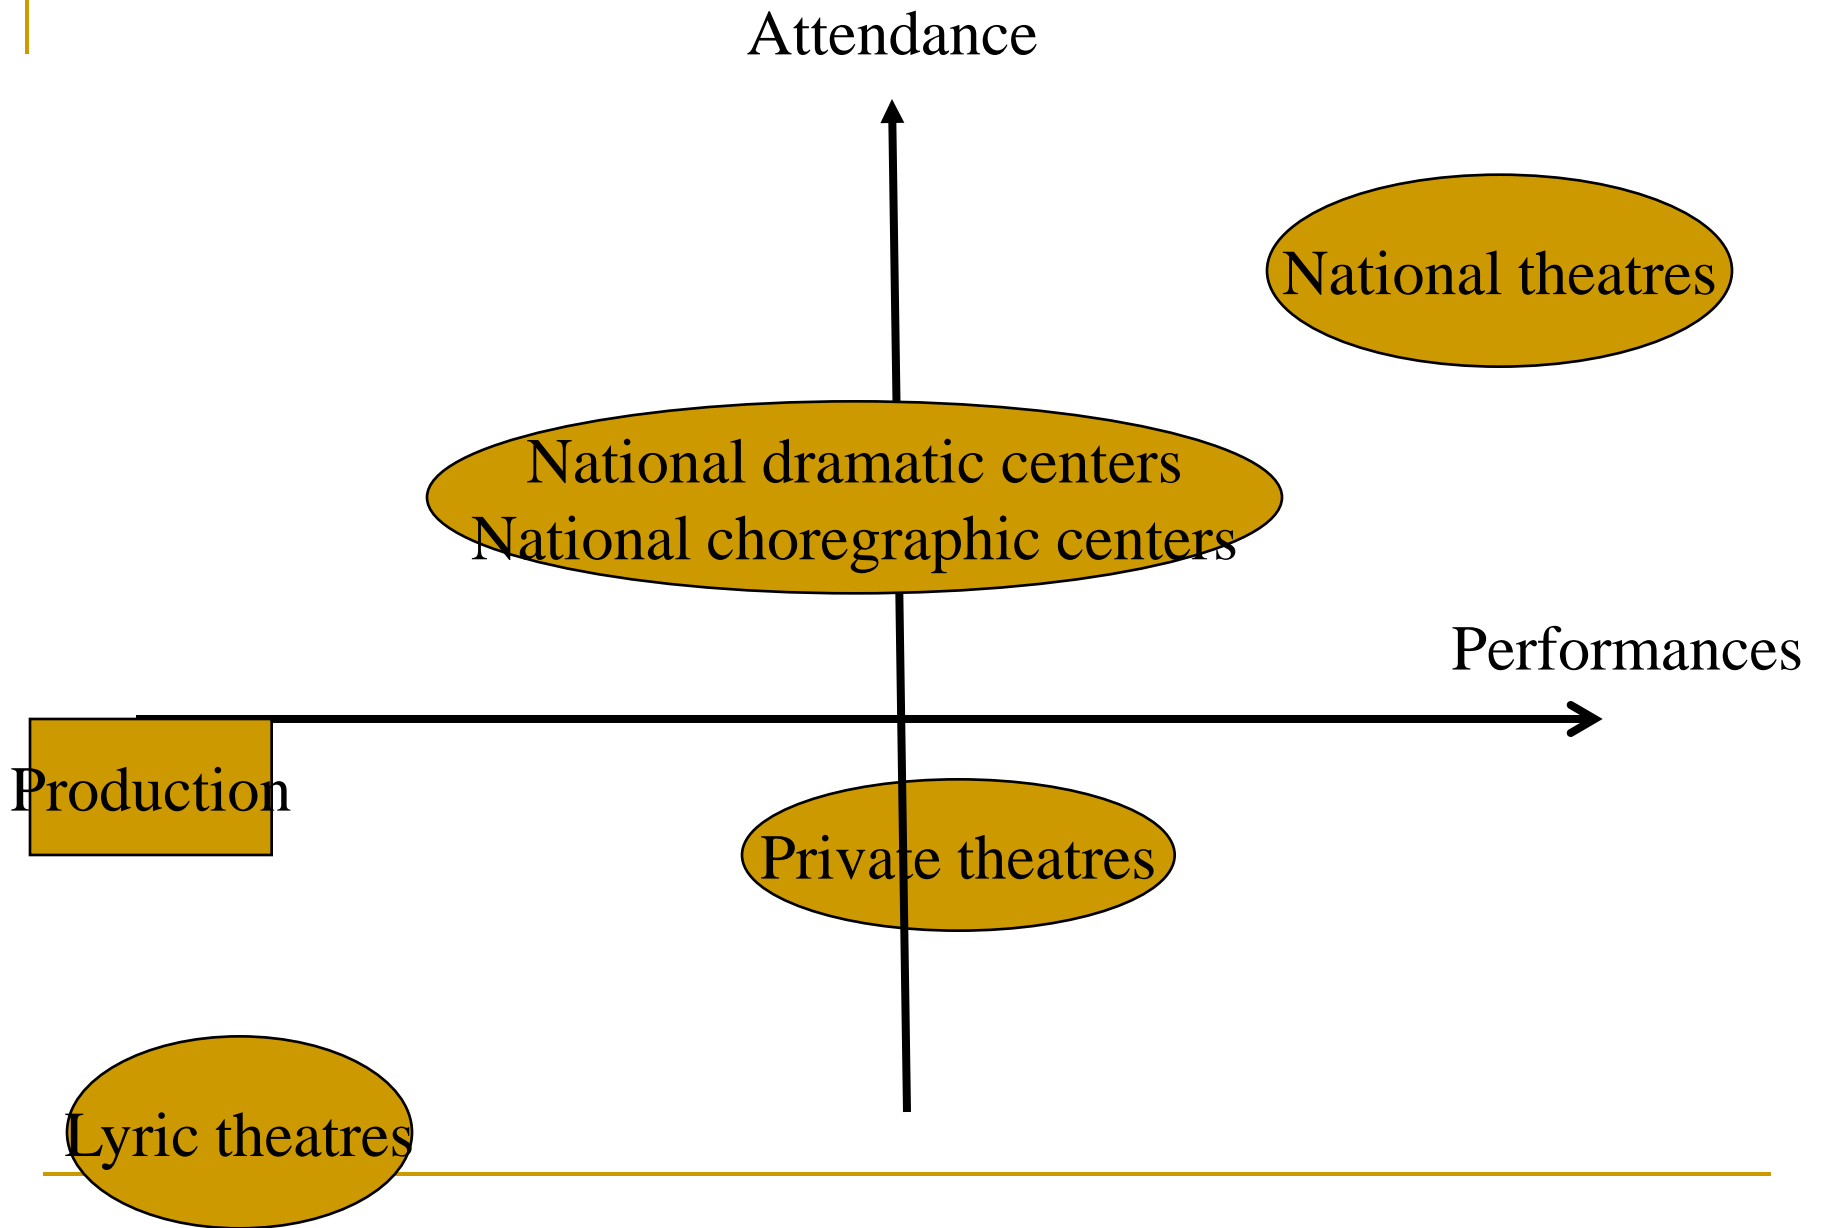 Attendance
National theatres
National dramatic centers
National choregraphic centers
Performances
Production
Private theatres
Lyric theatres